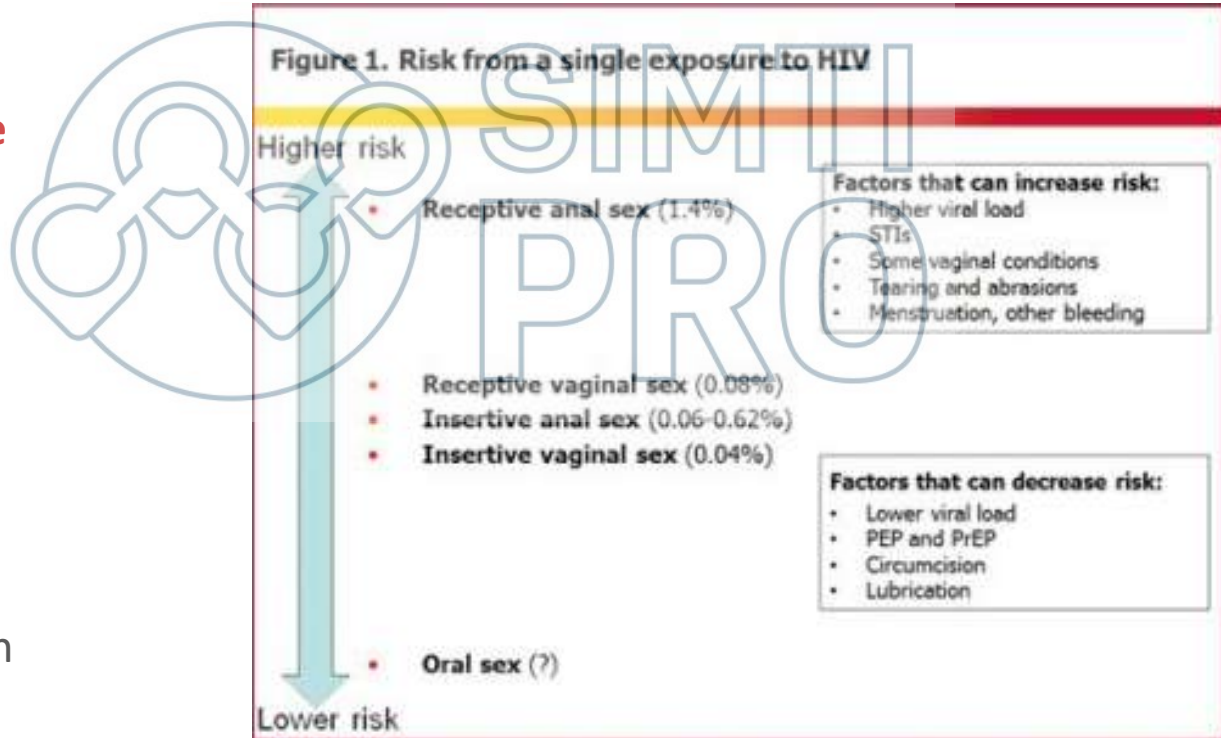 Figure 1. Risk from a single exposure to HIV
SIMTI
PRO
e
Higher risk
• Receptive anal sex (1.4%)
Factors that can increase risk:
• Higher viral load
• STIs
• Some vaginal conditions
• Tearing and abrasions
• Menstruation, other bleeding
• Receptive vaginal sex (0.08%)
• Insertive anal sex (0.06-0.62%)
• Insertive vaginal sex (0.04%)
Factors that can decrease risk:
• Lower viral load
• PEP and PrEP
• Circumcision
• Lubrication
n
• Oral sex (?)
Lower risk